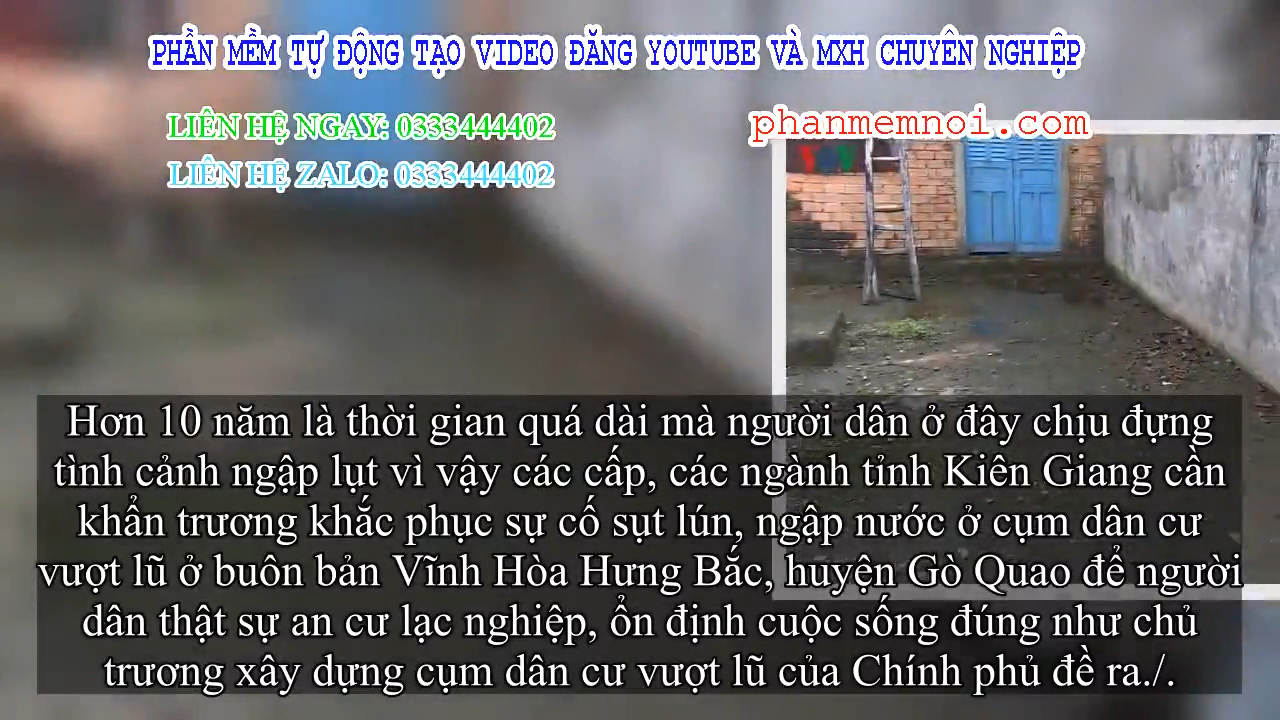 PHẦN MỀM TỰ ĐỘNG TẠO VIDEO ĐĂNG YOUTUBE VÀ MXH CHUYÊN NGHIỆP
LIÊN HỆ NGAY: 0333444402
phanmemnoi.com
LIÊN HỆ ZALO: 0333444402
Hơn 10 năm là thời gian quá dài mà người dân ở đây chịu đựng
tình cảnh ngập lụt vì vậy các cấp, các ngành tỉnh Kiên Giang cần
khẩn trương khắc phục sự cố sụt lún, ngập nước ở cụm dân cư
vượt lũ ở buôn bản Vĩnh Hòa Hưng Bắc, huyện Gò Quao để người
dân thật sự an cư lạc nghiệp, ổn định cuộc sống đúng như chủ
trương xây dựng cụm dân cư vượt lũ của Chính phủ đề ra./.